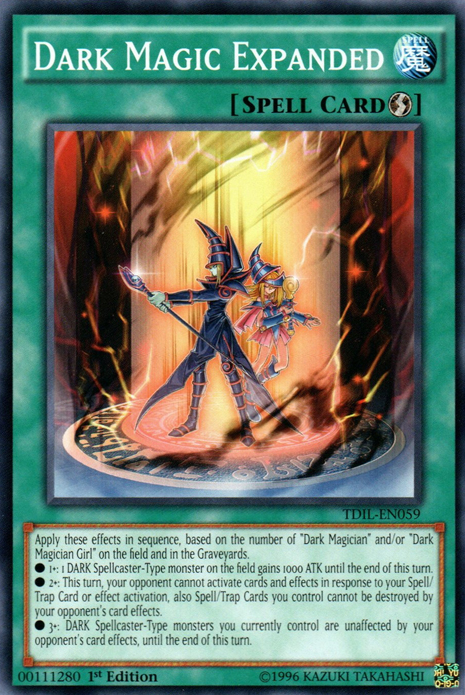 DARK MAGIC EXPANDED
SPELL
魔
[SPELL CARD]
TDIL-EN059
Apply these effects in sequence, based on the number of "Dark Magician" and/or "Dark
Magician Girl" on the field and in the Graveyards.
● 1+: 1 DARK Spellcaster-Type monster on the field gains 1000 ATK until the end of this turn.
● 2+: This turn, your opponent cannot activate cards and effects in response to your Spell/
Trap Card or effect activation, also Spell/Trap Cards you control cannot be destroyed by
your opponent's card effects.
● 3+: DARK Spellcaster-Type monsters you currently control are unaffected by your
opponent's card effects, until the end of this turn.
00111280 1st Edition ©1996 KAZUKI TAKAHASHI